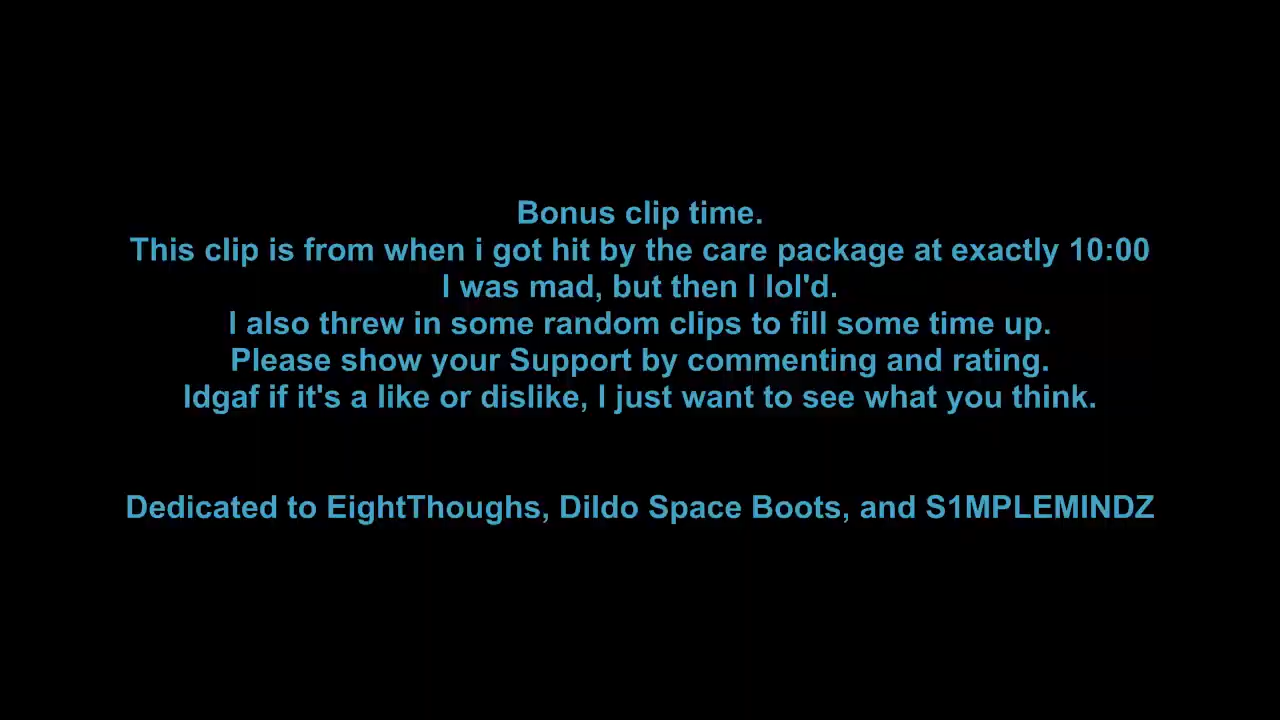 Bonus clip time.
This clip is from when i got hit by the care package at exactly 10:00
I was mad, but then I lol'd.
I also threw in some random clips to fill some time up.
Please show your Support by commenting and rating.
Idgaf if it's a like or dislike, I just want to see what you think.
Dedicated to EightThoughs, Dildo Space Boots, and S1MPLEMINDZ